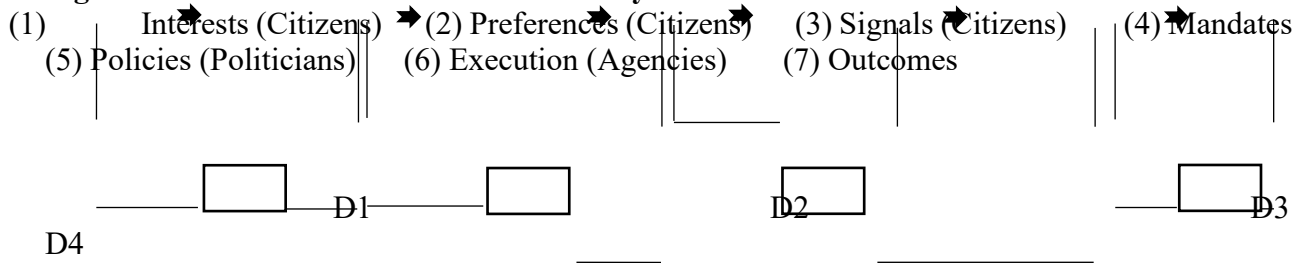 (1) Interests (Citizens) (2) Preferences (Citizens) (3) Signals (Citizens) (4) Mandates
(5) Policies (Politicians) (6) Execution (Agencies) (7) Outcomes
D1 D2 D3
D4